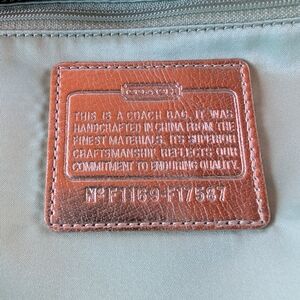 COACH
THIS IS A COACH BAG. IT WAS
HANDCRAFTED IN CHINA FROM THE
FINEST MATERIALS. ITS SUPERIOR
CRAFTSMANSHIP REFLECTS OUR
COMMITMENT TO ENDURING QUALITY.
Nº F1169-F17587